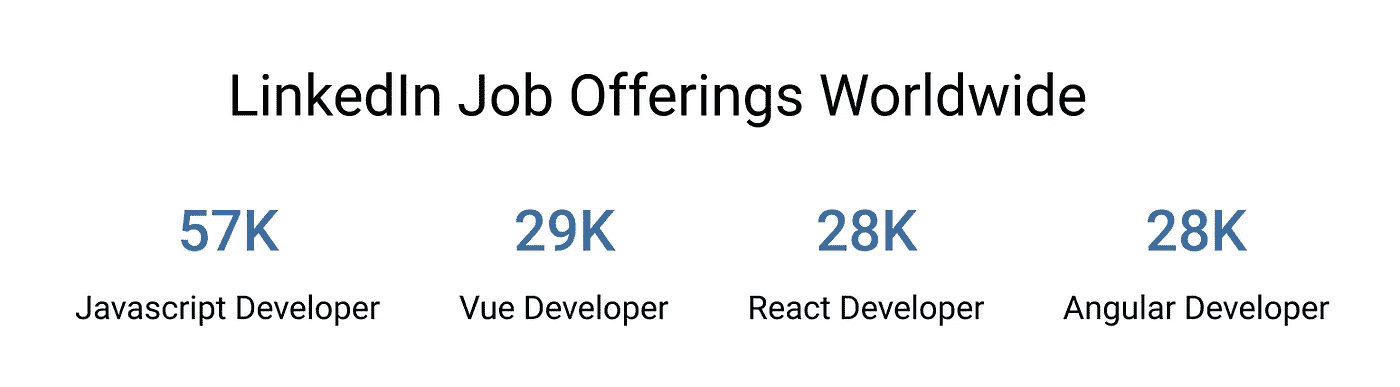 LinkedIn Job Offerings Worldwide
57K 29K 28K 28K
Javascript Developer Vue Developer React Developer Angular Developer